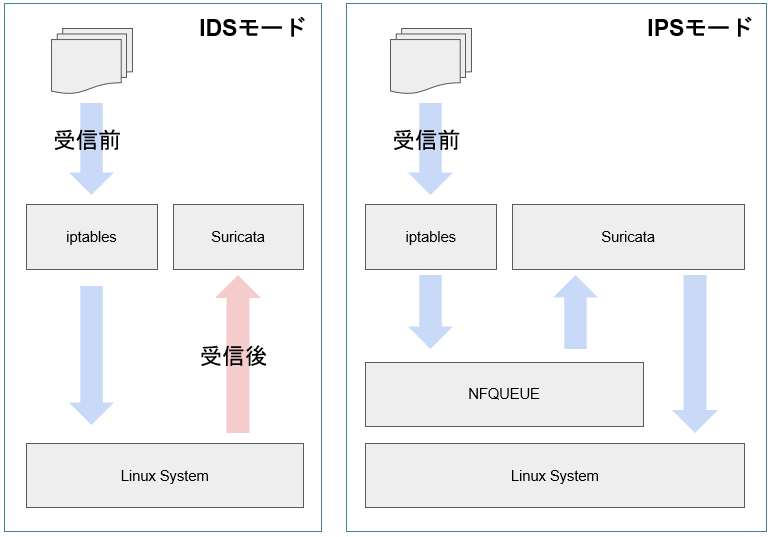 IDSモード
受信前
iptables
Suricata
受信後
Linux System
IPSモード
受信前
iptables
Suricata
NFQUEUE
Linux System